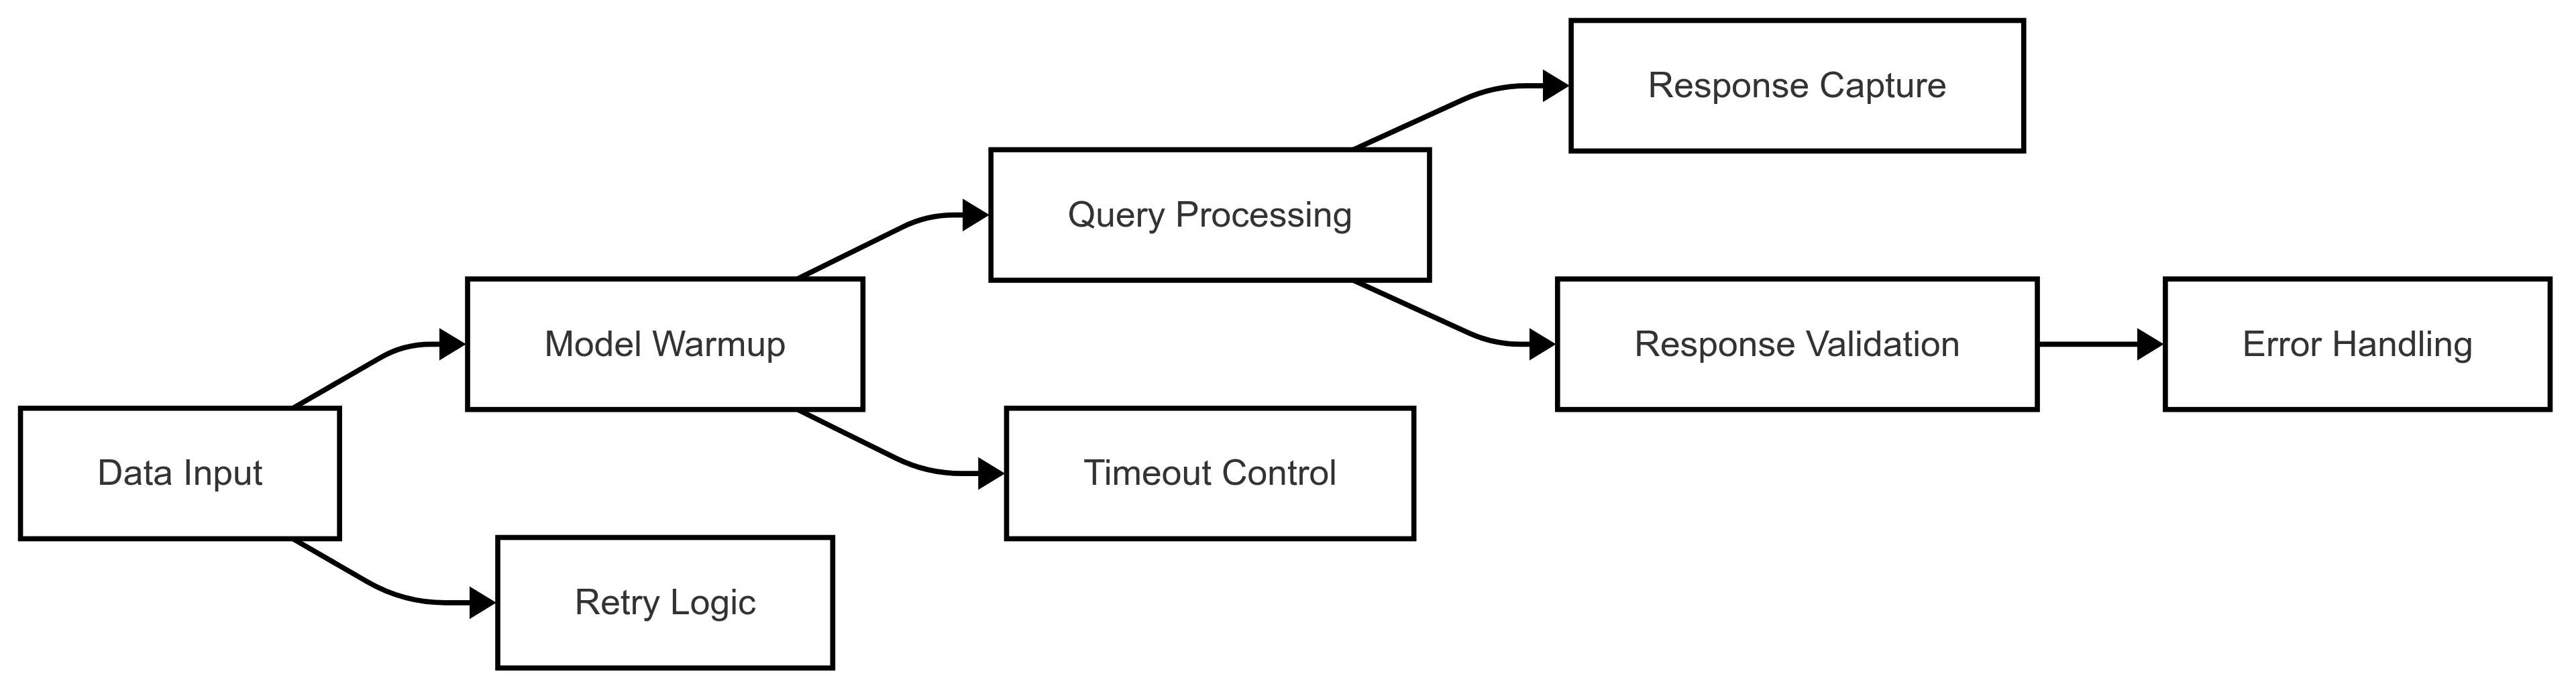 Response Capture
Query Processing
Model Warmup
Response Validation
Error Handling
Data Input
Timeout Control
Retry Logic